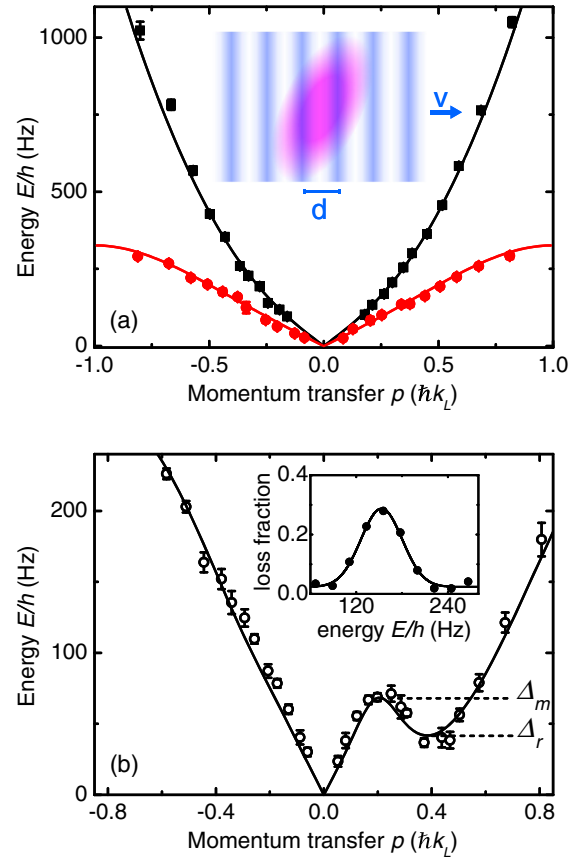 1000
500
0
Energy E/h (Hz)
v
d
(a)
-1.0 -0.5 0.0 0.5 1.0
Momentum transfer p (ℏk_L)
200
100
0
Energy E/h (Hz)
0.4
0.2
0.0
loss fraction
120 240
energy E/h (Hz)
Δ_m
Δ_r
(b)
-0.8 -0.4 0.0 0.4 0.8
Momentum transfer p (ℏk_L)